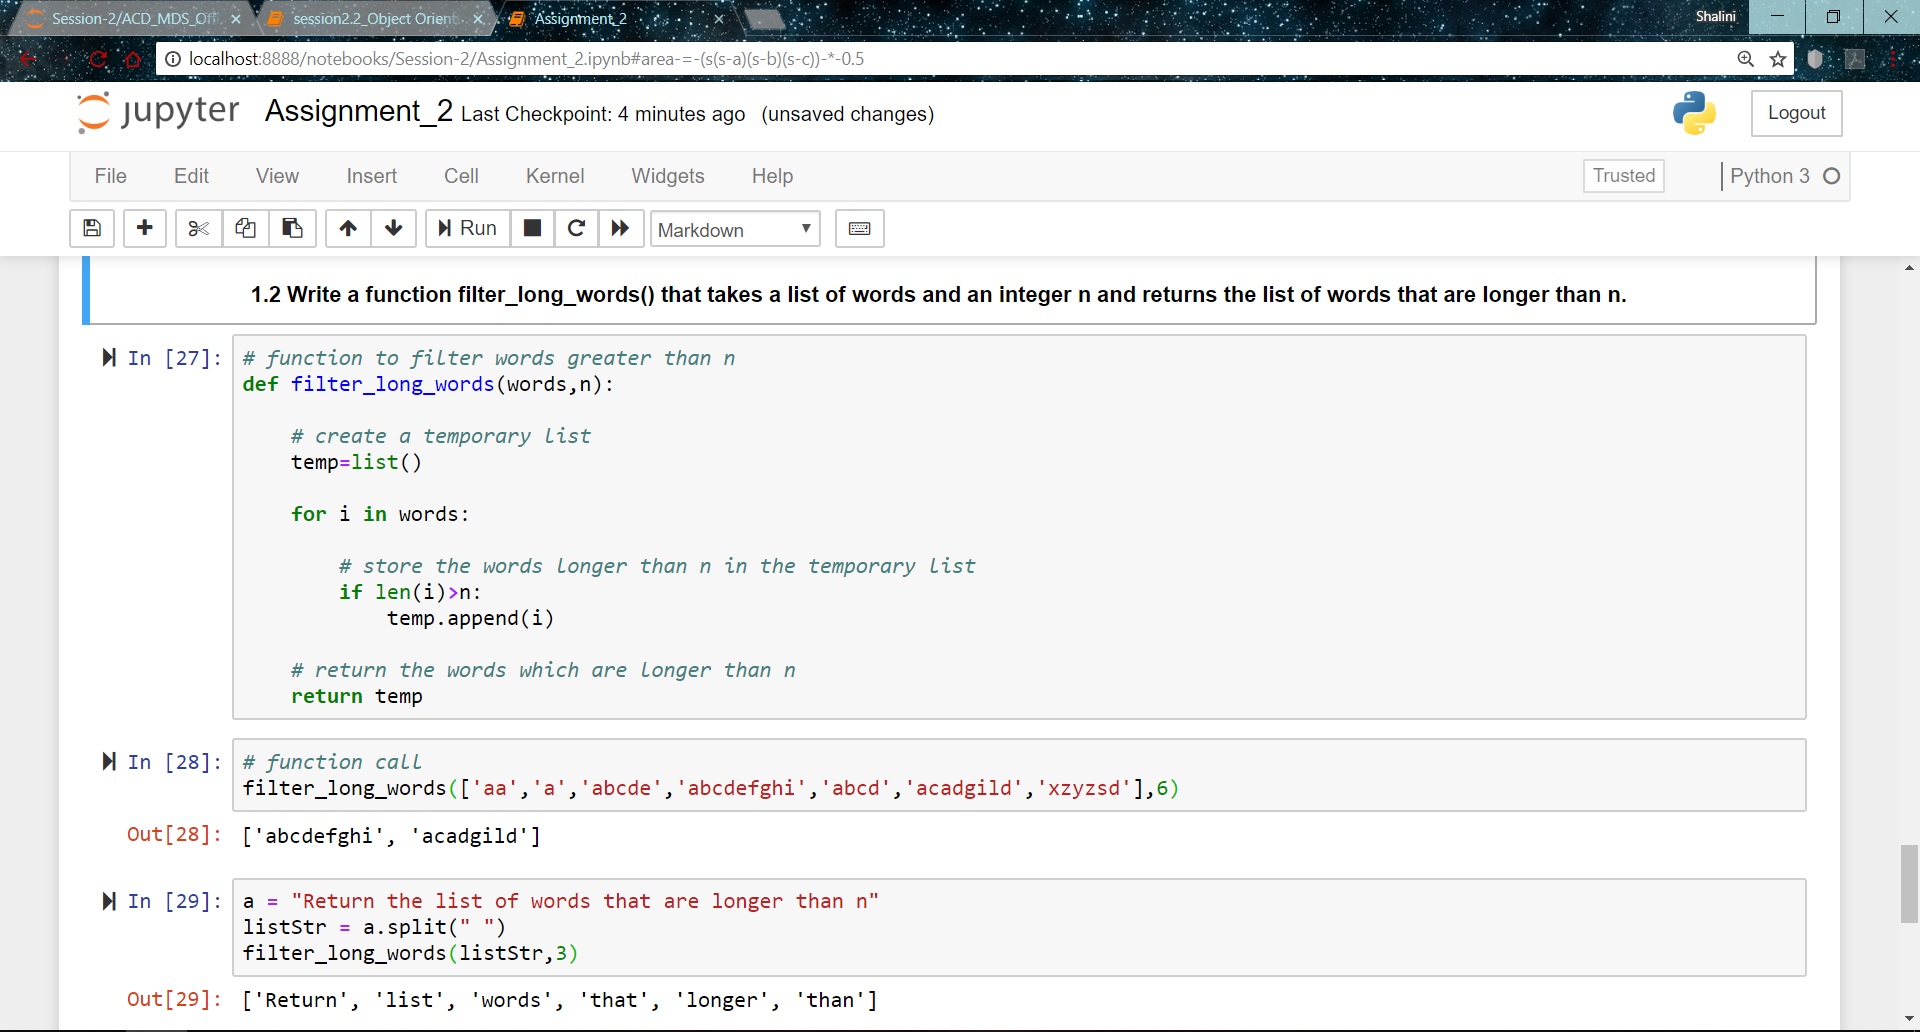 Session-2/ACD_MDS_Off
session2.2_Object Orient
Assignment_2
Shalini
localhost:8888/notebooks/Session-2/Assignment_2.ipynb#area-=-(s(s-a)(s-b)(s-c))-*-0.5
jupyter Assignment_2 Last Checkpoint: 4 minutes ago (unsaved changes)
Logout
File Edit View Insert Cell Kernel Widgets Help Trusted Python 3
Run Markdown
1.2 Write a function filter_long_words() that takes a list of words and an integer n and returns the list of words that are longer than n.
In [27]: # function to filter words greater than n
def filter_long_words(words,n):
# create a temporary list
temp=list()
for i in words:
# store the words longer than n in the temporary list
if len(i)>n:
temp.append(i)
# return the words which are longer than n
return temp
In [28]: # function call
filter_long_words(['aa','a','abcde','abcdefghi','abcd','acadgild','xzyzsd'],6)
Out[28]: ['abcdefghi', 'acadgild']
In [29]: a = "Return the list of words that are longer than n"
listStr = a.split(" ")
filter_long_words(listStr,3)
Out[29]: ['Return', 'list', 'words', 'that', 'longer', 'than']